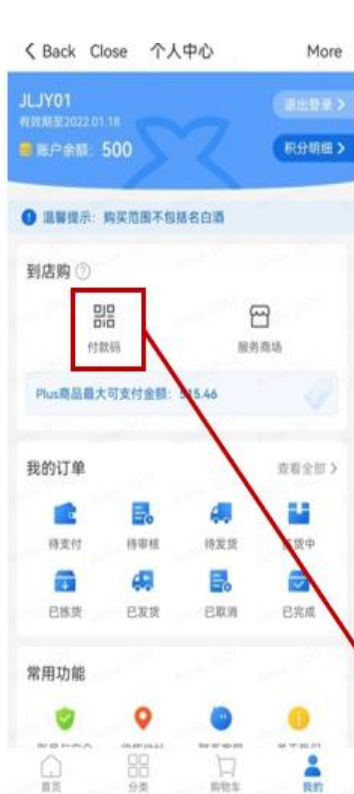 Back Close 个人中心 More
JLJY01
有效期至2022.01.18
退出登录
账户余额: 500
积分明细
温馨提示: 购买范围不包括名白酒
到店购
付款码 服务商场
Plus商品最大可支付金额: 515.46
我的订单 查看全部
待支付 待审核 待发货 货中
已拣货 已发货 已取消 已完成
常用功能
首页 分类 购物车 我的